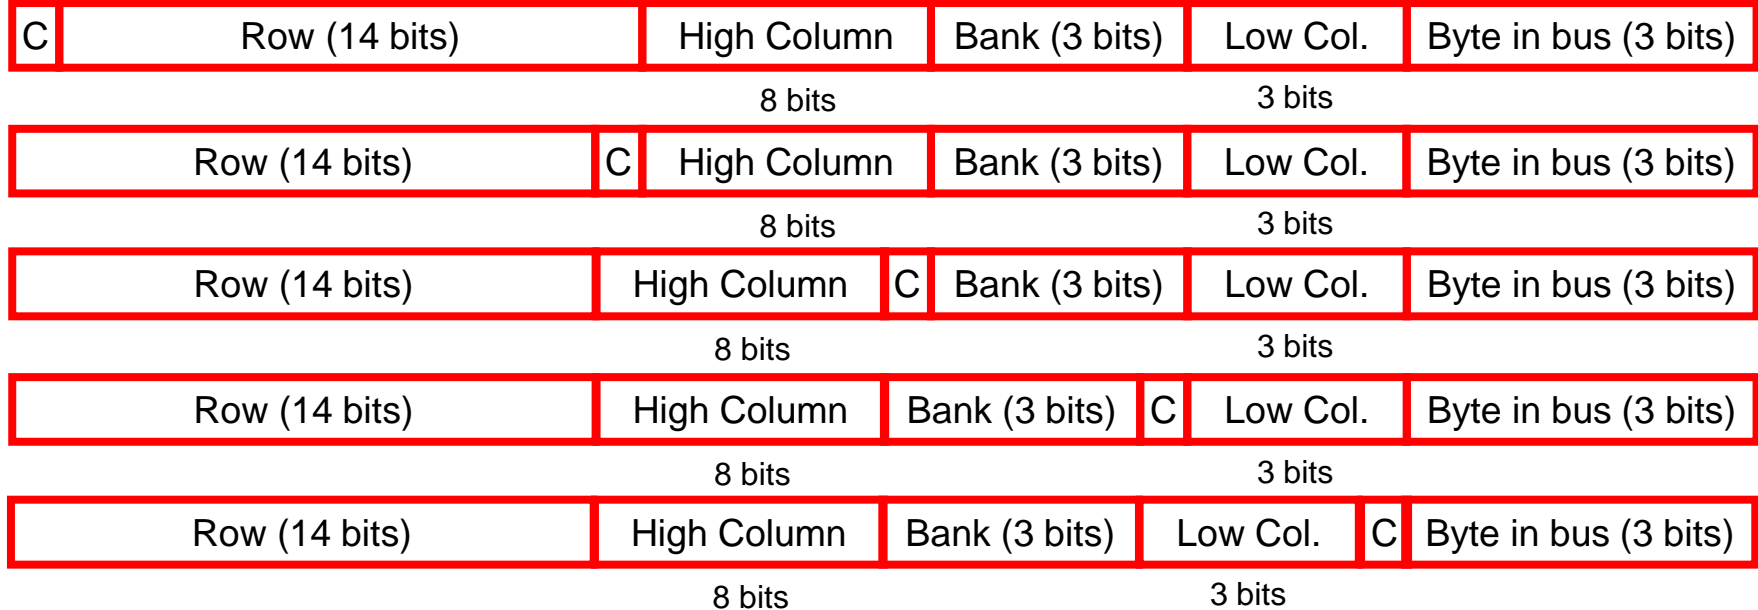 C Row (14 bits) High Column Bank (3 bits) Low Col. Byte in bus (3 bits)
8 bits 3 bits
Row (14 bits) C High Column Bank (3 bits) Low Col. Byte in bus (3 bits)
8 bits 3 bits
Row (14 bits) High Column C Bank (3 bits) Low Col. Byte in bus (3 bits)
8 bits 3 bits
Row (14 bits) High Column Bank (3 bits) C Low Col. Byte in bus (3 bits)
8 bits 3 bits
Row (14 bits) High Column Bank (3 bits) Low Col. C Byte in bus (3 bits)
8 bits 3 bits